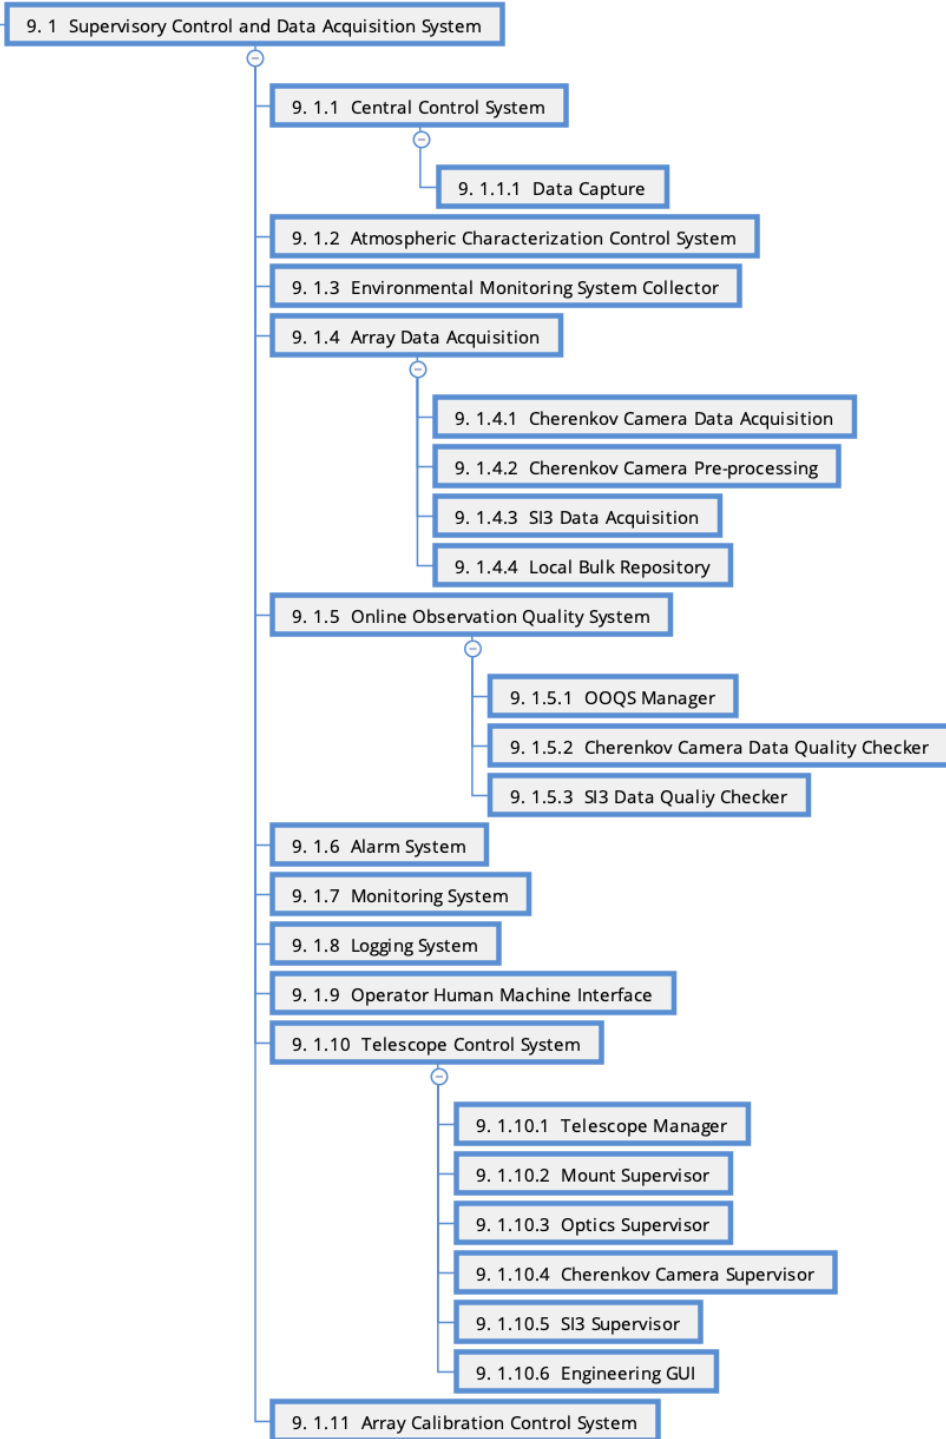 9. 1 Supervisory Control and Data Acquisition System
9. 1.1 Central Control System
9. 1.1.1 Data Capture
9. 1.2 Atmospheric Characterization Control System
9. 1.3 Environmental Monitoring System Collector
9. 1.4 Array Data Acquisition
9. 1.4.1 Cherenkov Camera Data Acquisition
9. 1.4.2 Cherenkov Camera Pre-processing
9. 1.4.3 SI3 Data Acquisition
9. 1.4.4 Local Bulk Repository
9. 1.5 Online Observation Quality System
9. 1.5.1 OOQS Manager
9. 1.5.2 Cherenkov Camera Data Quality Checker
9. 1.5.3 SI3 Data Qualiy Checker
9. 1.6 Alarm System
9. 1.7 Monitoring System
9. 1.8 Logging System
9. 1.9 Operator Human Machine Interface
9. 1.10 Telescope Control System
9. 1.10.1 Telescope Manager
9. 1.10.2 Mount Supervisor
9. 1.10.3 Optics Supervisor
9. 1.10.4 Cherenkov Camera Supervisor
9. 1.10.5 SI3 Supervisor
9. 1.10.6 Engineering GUI
9. 1.11 Array Calibration Control System